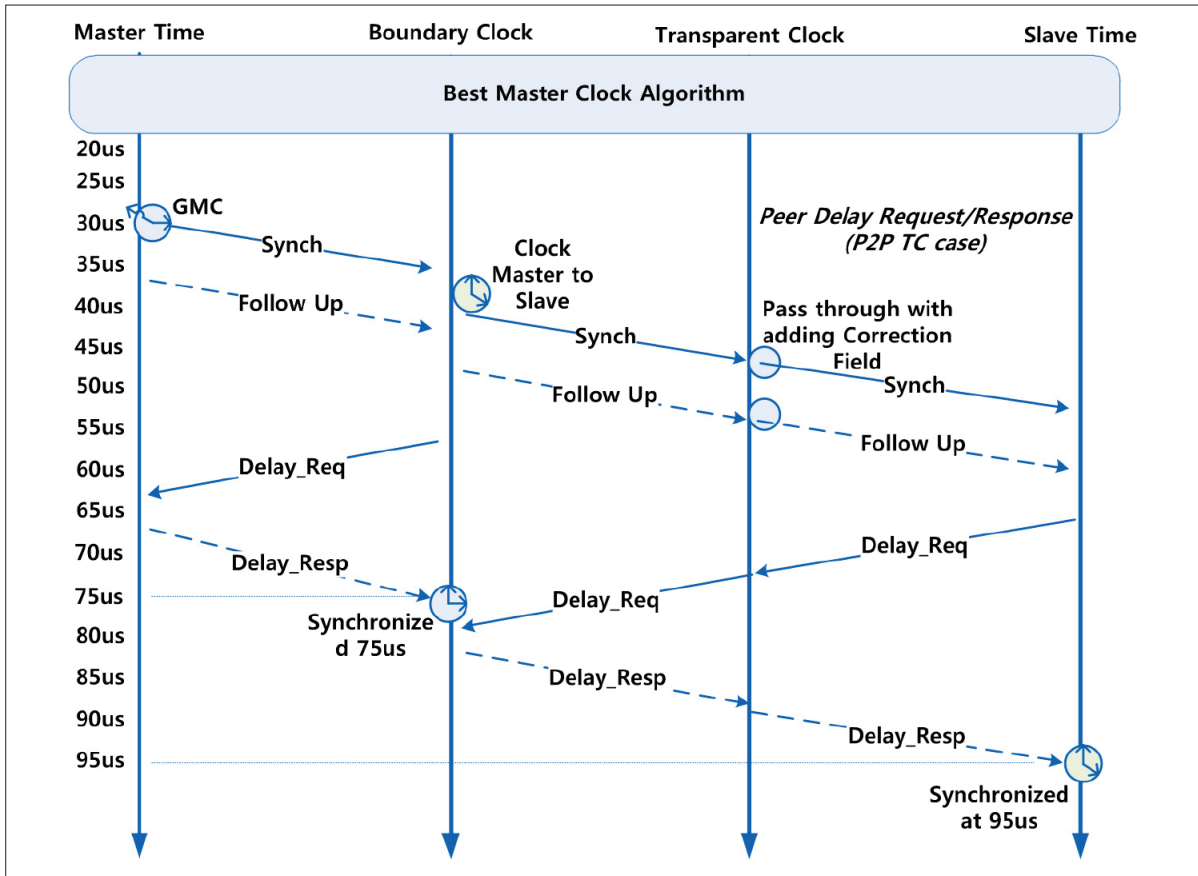 Master Time
Boundary Clock
Transparent Clock
Slave Time
Best Master Clock Algorithm
20us
25us
30us
35us
40us
45us
50us
55us
60us
65us
70us
75us
80us
85us
90us
95us
GMC
Synch
Follow Up
Clock
Master to
Slave
Peer Delay Request/Response
(P2P TC case)
Pass through with
adding Correction
Field
Synch
Synch
Follow Up
Follow Up
Delay_Req
Delay_Resp
Delay_Req
Delay_Req
Synchronize
d 75us
Delay_Resp
Delay_Resp
Synchronized
at 95us